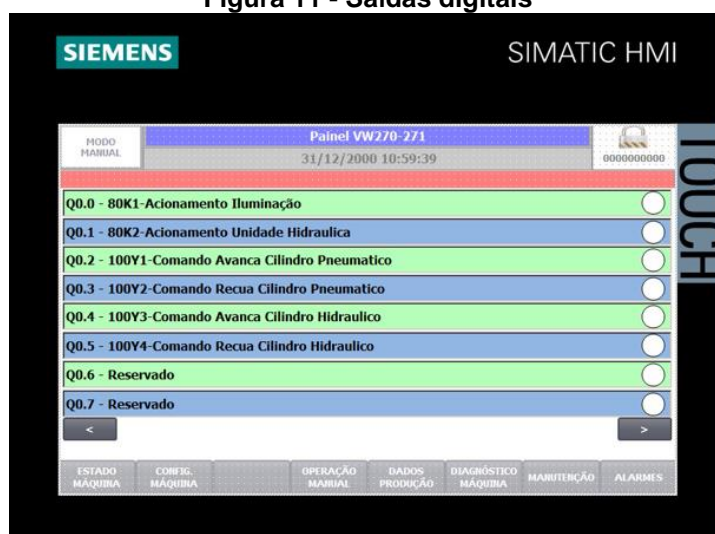 Figura 11 - Saídas digitais
SIEMENS
SIMATIC HMI
TOUCH
MODO
MANUAL
Painel VW270-271
31/12/2000 10:59:39
0000000000
Q0.0 - 80K1-Acionamento Iluminação
Q0.1 - 80K2-Acionamento Unidade Hidraulica
Q0.2 - 100Y1-Comando Avanca Cilindro Pneumatico
Q0.3 - 100Y2-Comando Recua Cilindro Pneumatico
Q0.4 - 100Y3-Comando Avanca Cilindro Hidraulico
Q0.5 - 100Y4-Comando Recua Cilindro Hidraulico
Q0.6 - Reservado
Q0.7 - Reservado
< >
ESTADO
MÁQUINA
CONFIG.
MÁQUINA
OPERAÇÃO
MANUAL
DADOS
PRODUÇÃO
DIAGNÓSTICO
MÁQUINA
MANUTENÇÃO
ALARMES